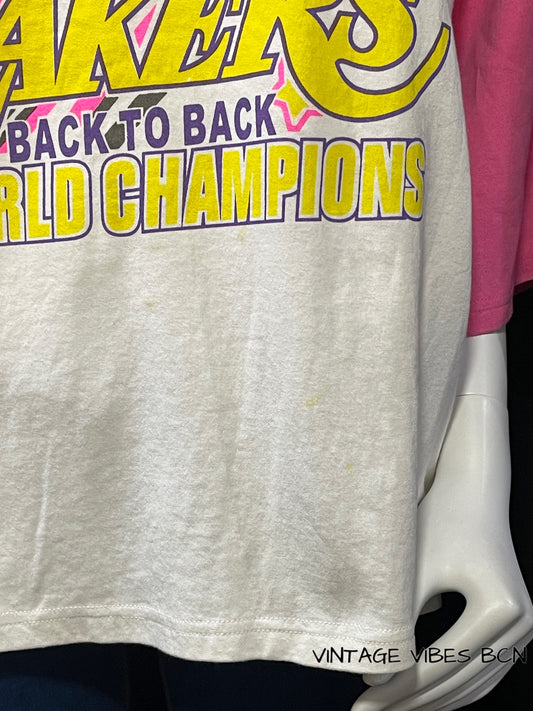 AKERS
BACK TO BACK
RLD CHAMPIONS
VINTAGE VIBES BCN